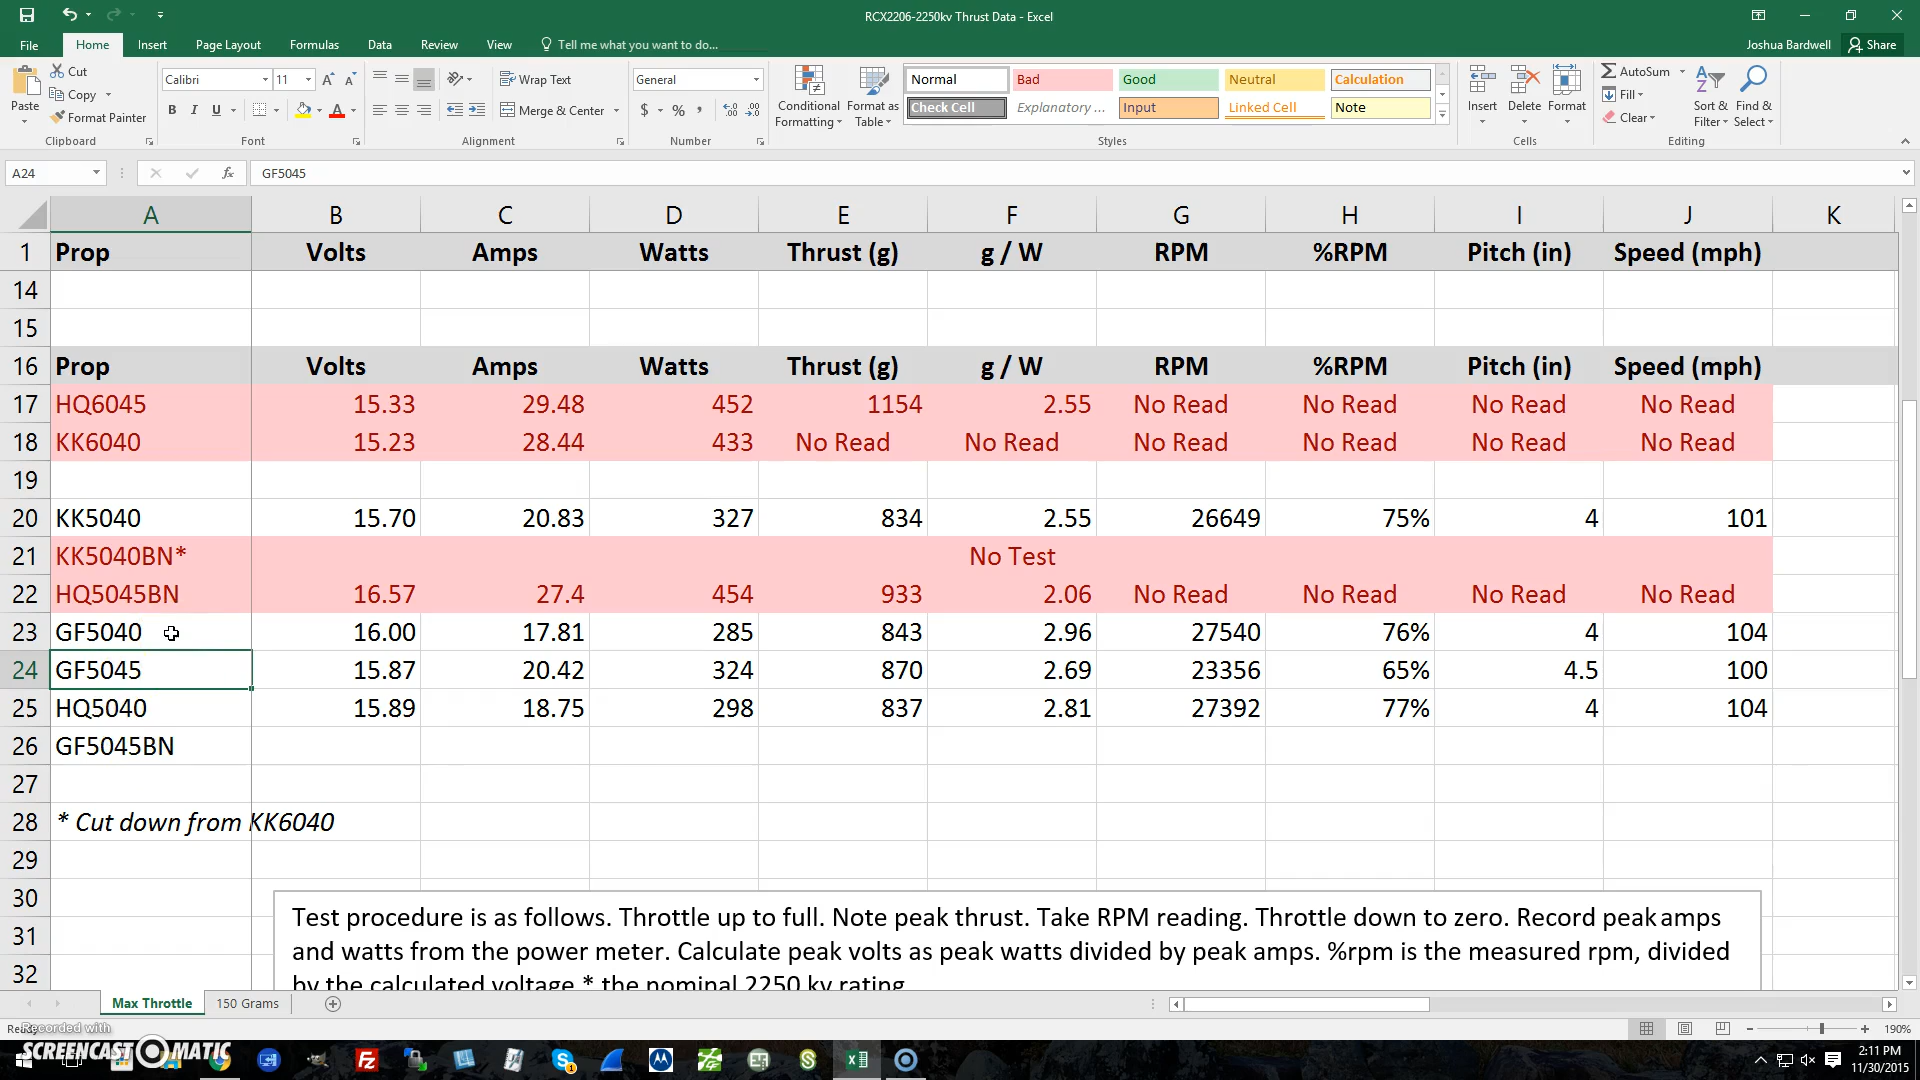 RCX2206-2250kv Thrust Data - Excel
File Home Insert Page Layout Formulas Data Review View Tell me what you want to do... Joshua Bardwell Share
Paste Cut Copy Format Painter Clipboard
Calibri 11 A A B I U A Font
Wrap Text Merge & Center Alignment
General $ % , .0 .00 Number
Conditional Formatting Format as Table
Normal Bad Good Neutral Calculation
Check Cell Explanatory ... Input Linked Cell Note
Styles
Insert Delete Format Cells
AutoSum Fill Clear Sort & Filter Find & Select Editing
A24 fx GF5045
A B C D E F G H I J K
1 Prop Volts Amps Watts Thrust (g) g / W RPM %RPM Pitch (in) Speed (mph)
14
15
16 Prop Volts Amps Watts Thrust (g) g / W RPM %RPM Pitch (in) Speed (mph)
17 HQ6045 15.33 29.48 452 1154 2.55 No Read No Read No Read No Read
18 KK6040 15.23 28.44 433 No Read No Read No Read No Read No Read No Read
19
20 KK5040 15.70 20.83 327 834 2.55 26649 75% 4 101
21 KK5040BN* No Test
22 HQ5045BN 16.57 27.4 454 933 2.06 No Read No Read No Read No Read
23 GF5040 16.00 17.81 285 843 2.96 27540 76% 4 104
24 GF5045 15.87 20.42 324 870 2.69 23356 65% 4.5 100
25 HQ5040 15.89 18.75 298 837 2.81 27392 77% 4 104
26 GF5045BN
27
28 * Cut down from KK6040
29
30
31
32
Test procedure is as follows. Throttle up to full. Note peak thrust. Take RPM reading. Throttle down to zero. Record peak amps
and watts from the power meter. Calculate peak volts as peak watts divided by peak amps. %rpm is the measured rpm, divided
by the calculated voltage * the nominal 2250 kv rating
Max Throttle 150 Grams
Ready 190%
Recorded with
SCREENCAST-O-MATIC
2:11 PM
11/30/2015